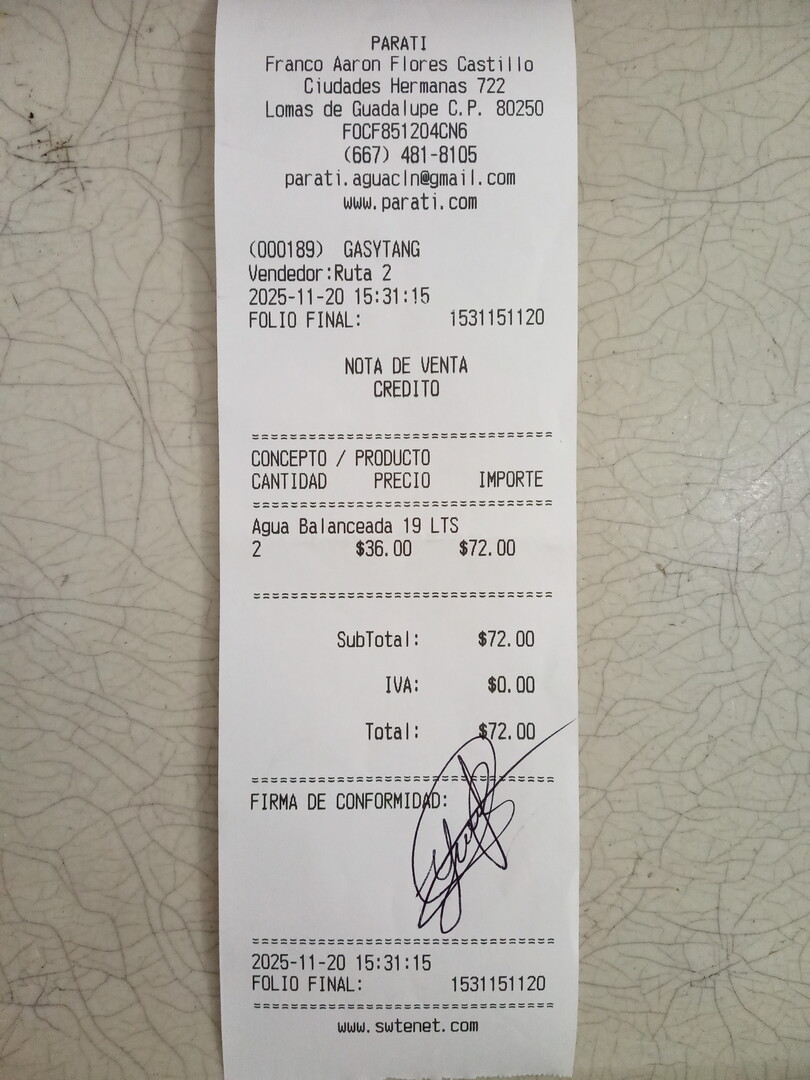 PARATI
Franco Aaron Flores Castillo
Ciudades Hermanas 722
Lomas de Guadalupe C.P. 80250
FOCF851204CN6
(667) 481-8105
parati.aguacln@gmail.com
www.parati.com
(000189) GASYTANG
Vendedor:Ruta 2
2025-11-20 15:31:15
FOLIO FINAL: 1531151120
NOTA DE VENTA
CREDITO
================================
CONCEPTO / PRODUCTO
CANTIDAD PRECIO IMPORTE
================================
Agua Balanceada 19 LTS
2 $36.00 $72.00
================================
SubTotal: $72.00
IVA: $0.00
Total: $72.00
================================
FIRMA DE CONFORMIDAD:
================================
2025-11-20 15:31:15
FOLIO FINAL: 1531151120
================================
www.swtenet.com